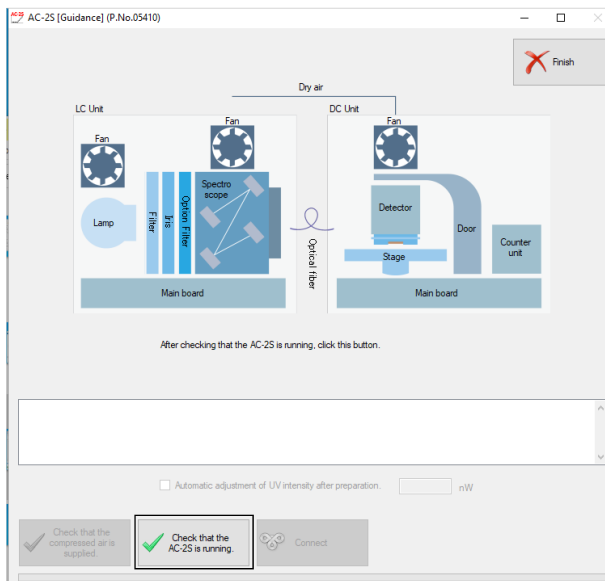 AC-2S AC-2S [Guidance] (P.No.05410)
Finish
Dry air
LC Unit
DC Unit
Fan
Fan
Fan
Lamp
Filter
Iris
Option Filter
Spectro
scope
Optical fiber
Detector
Stage
Door
Counter
unit
Main board
Main board
After checking that the AC-2S is running, click this button.
Automatic adjustment of UV intensity after preparation.
nW
Check that the
compressed air is
supplied.
Check that the
AC-2S is running.
Connect